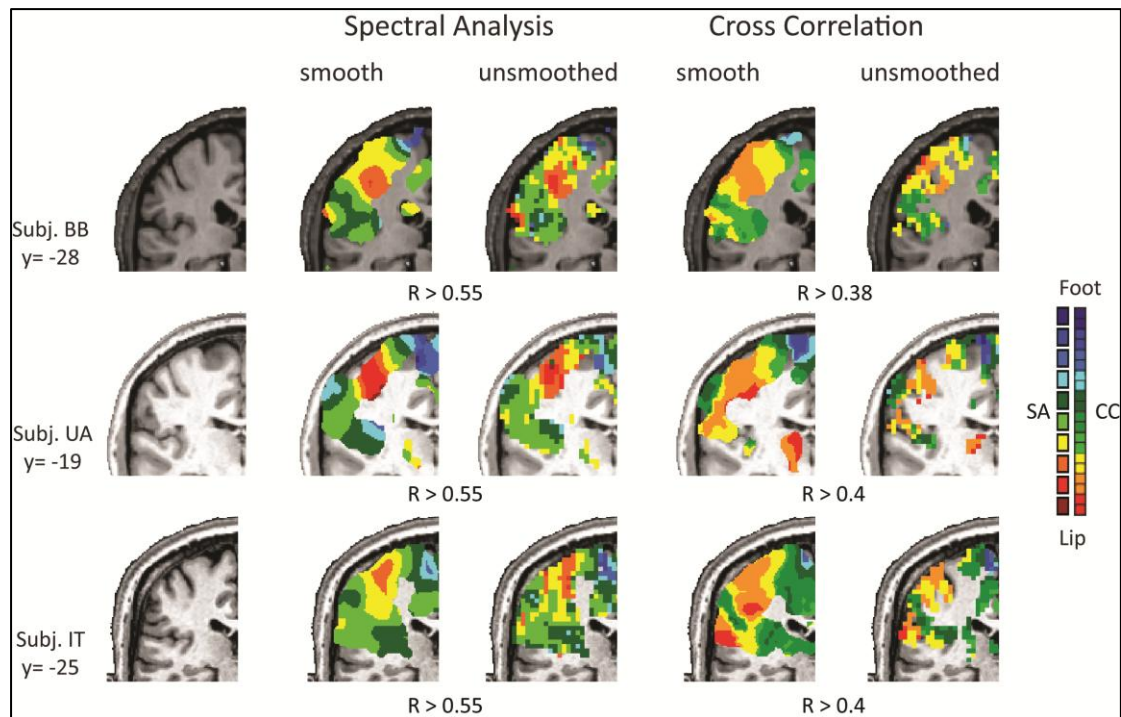 Spectral Analysis Cross Correlation
smooth unsmoothed smooth unsmoothed
Subj. BB
y= -28
R > 0.55 R > 0.38
Foot
SA CC
Lip
Subj. UA
y= -19
R > 0.55 R > 0.4
Subj. IT
y= -25
R > 0.55 R > 0.4